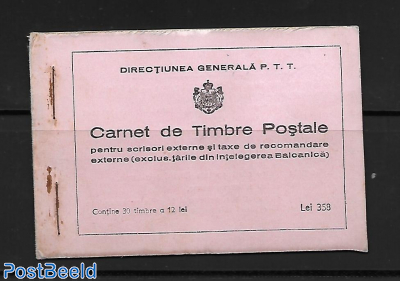 DIRECŢIUNEA GENERALĂ P. T. T.
Carnet de Timbre Poştale
pentru scrisori externe şi taxe de recomandare
externe (exclus. ţările din Inţelegerea Balcanică)
Conţine 30 timbre a 12 lei
Lei 358
PostBeeld